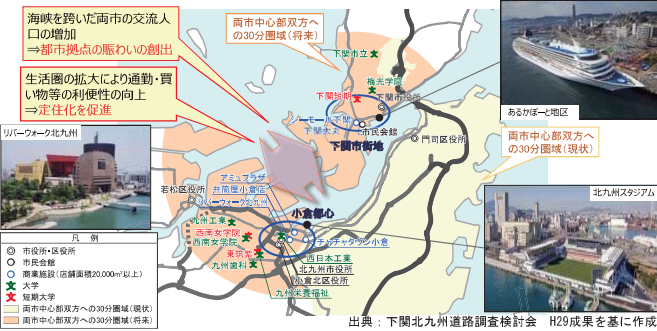 海峡を跨いだ両市の交流人
口の増加
⇒都市拠点の賑わいの創出
生活圏の拡大により通勤・買
い物等の利便性の向上
⇒定住化を促進
両市中心部双方へ
の30分圏域(将来)
下関市立
梅光学院
下関短期
下関市役所
シーモール下関
市民会館
下関大丸
下関市街地
あるかぽーと地区
門司区役所
両市中心部双方へ
の30分圏域(現状)
リバーウォーク北九州
若松区役所
アミュプラザ
井筒屋小倉店
リバーウォーク北九州
小倉都心
九州工業
西南女学院
西南女学院
東筑紫
九州歯科
チャチャタウン小倉
西日本工業
北九州市役所
小倉北区役所
九州栄養福祉
北九州スタジアム
凡例
市役所・区役所
市民会館
商業施設(店舗面積20,000㎡以上)
大学
短期大学
両市中心部双方への30分圏域(現状)
両市中心部双方への30分圏域(将来)
出典:下関北九州道路調査検討会 H29成果を基に作成